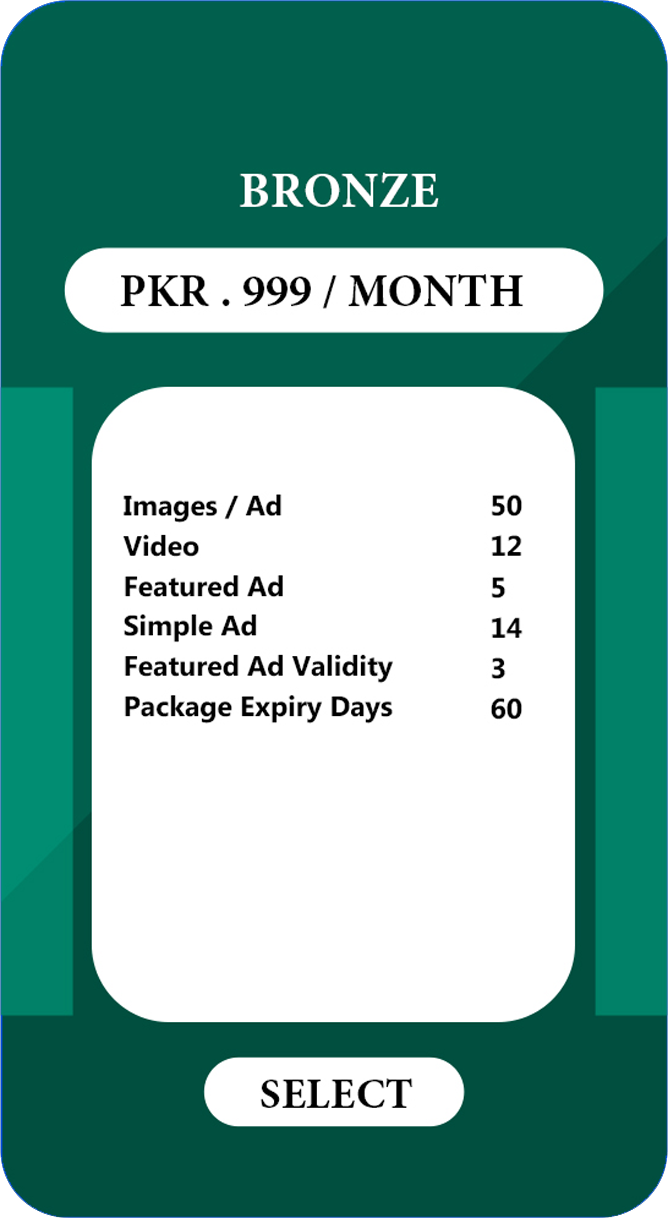 BRONZE
PKR . 999 / MONTH
Images / Ad 50
Video 12
Featured Ad 5
Simple Ad 14
Featured Ad Validity 3
Package Expiry Days 60
SELECT